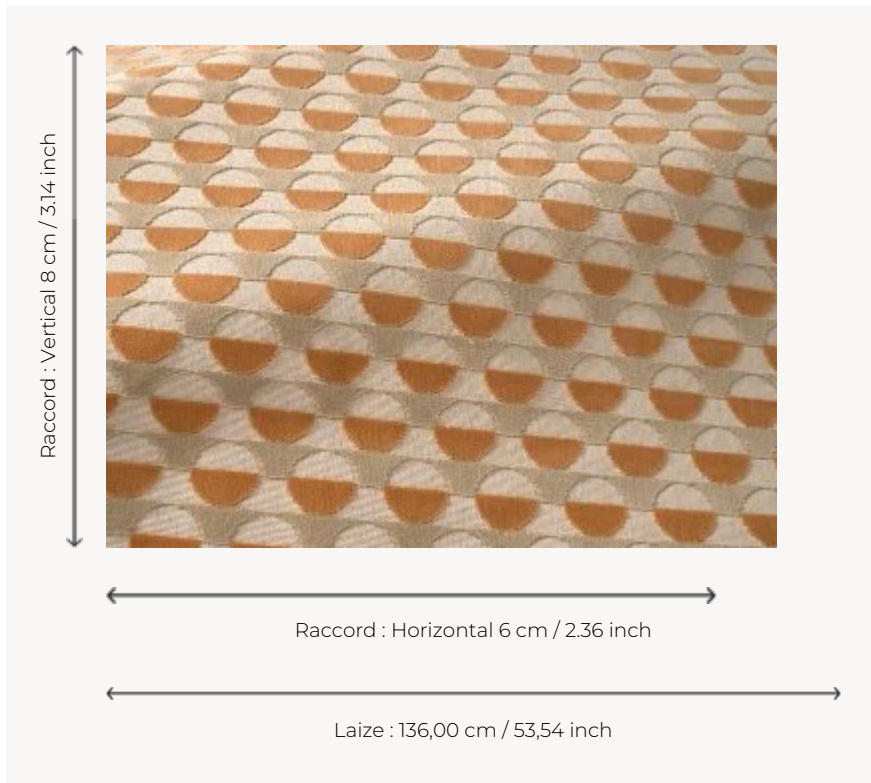 Raccord : Vertical 8 cm / 3.14 inch
Raccord : Horizontal 6 cm / 2.36 inch
Laize : 136,00 cm / 53,54 inch